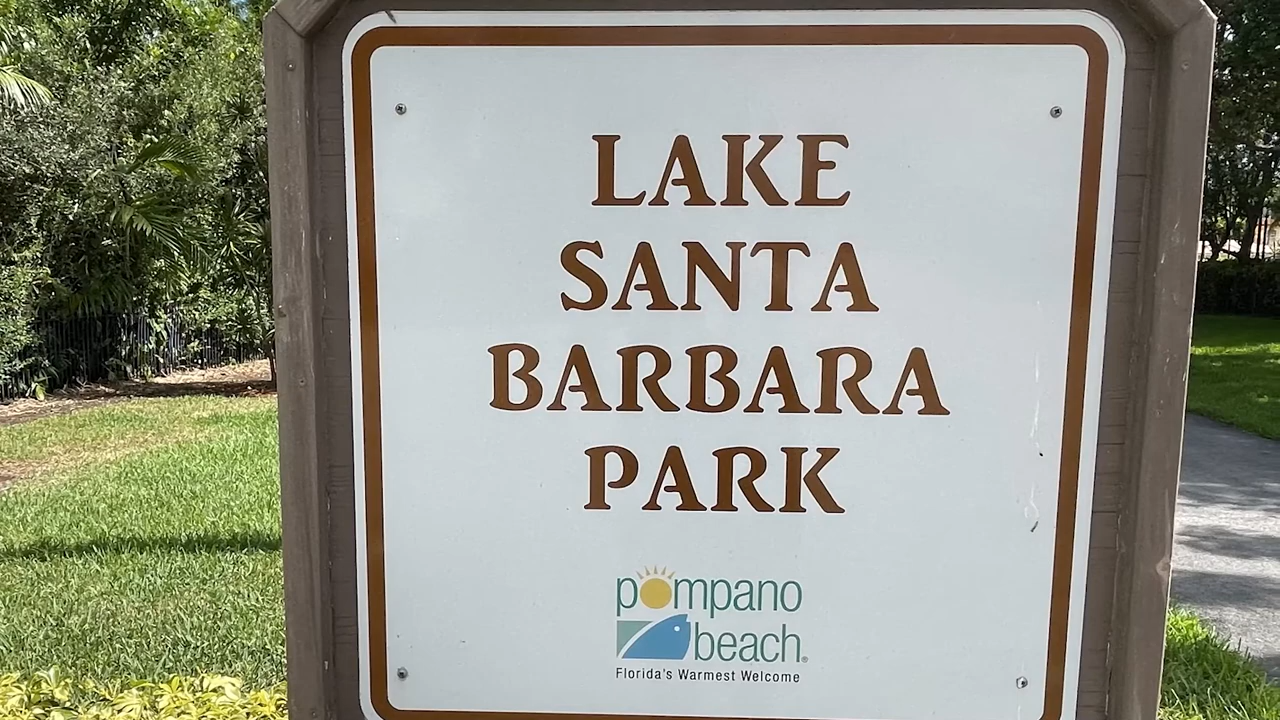 LAKE
SANTA
BARBARA
PARK
pompano
beach®
Florida's Warmest Welcome